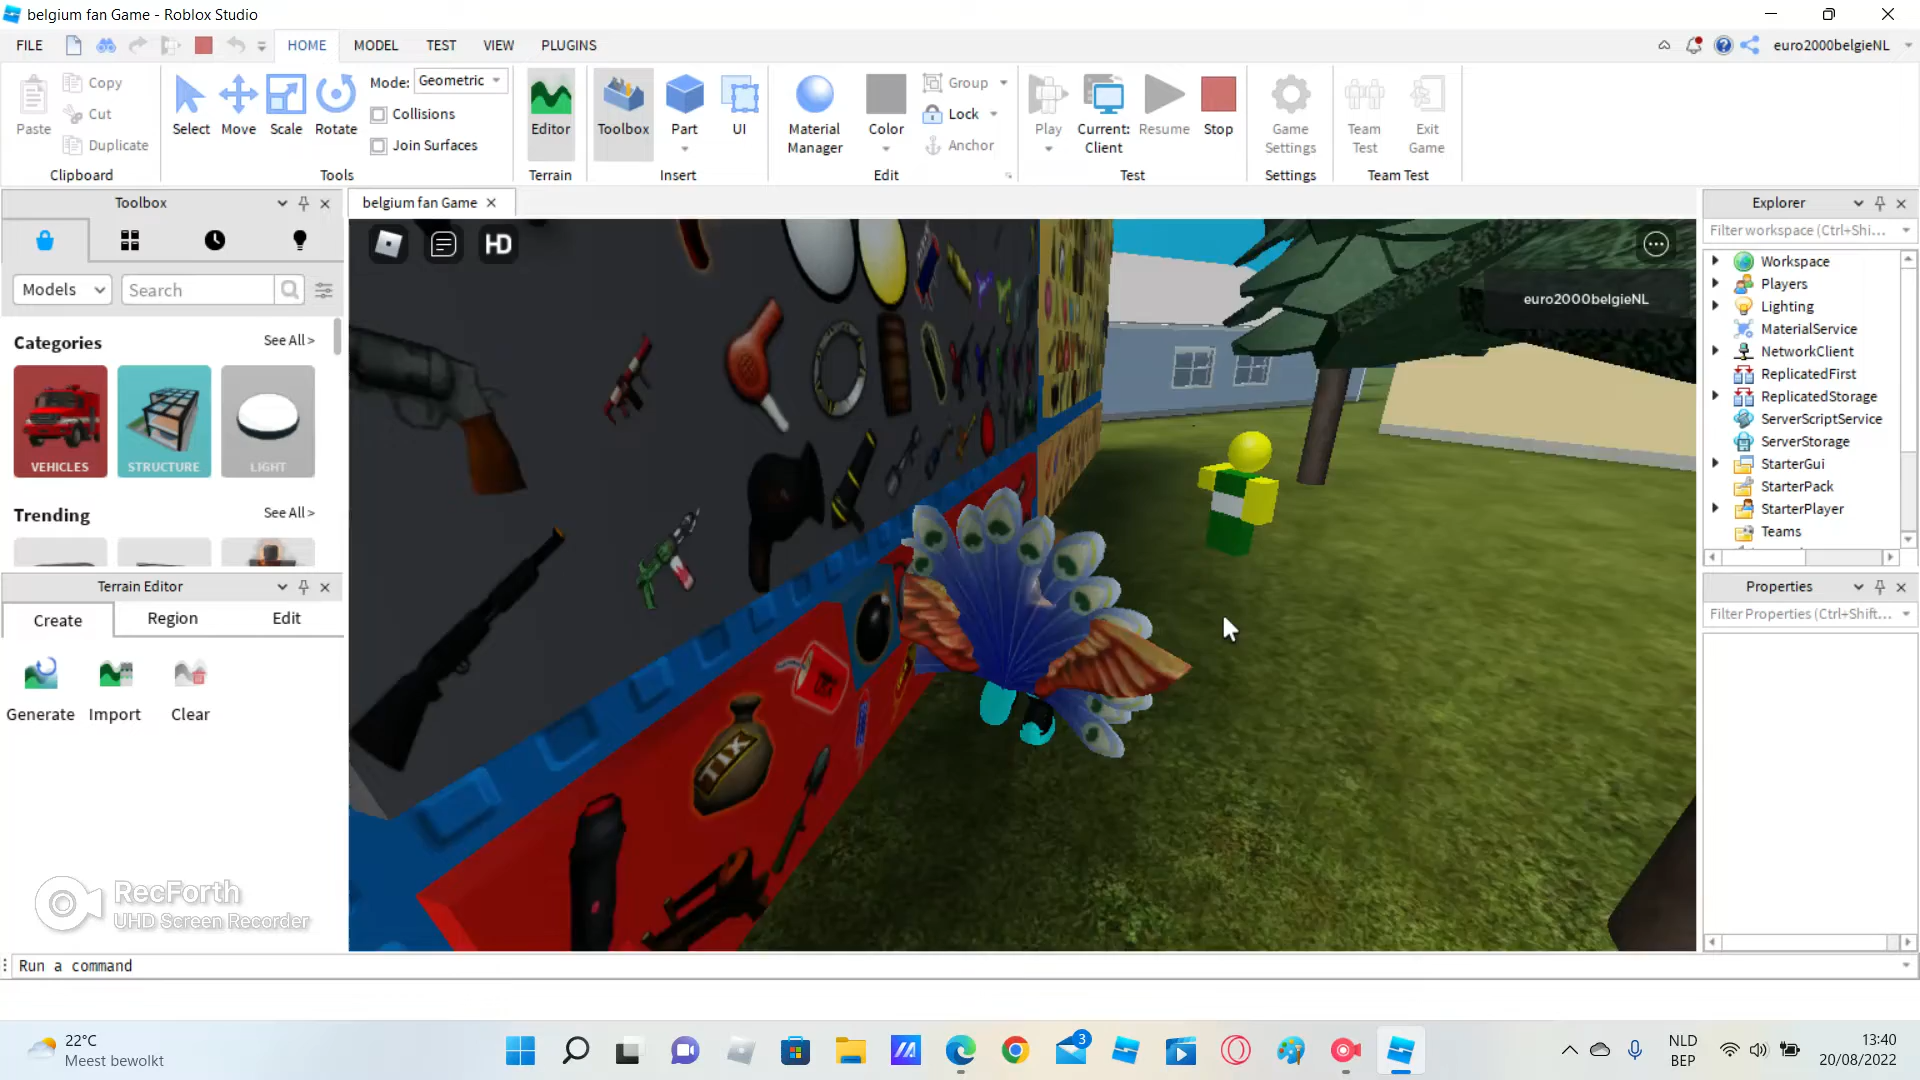 belgium fan Game - Roblox Studio
FILE HOME MODEL TEST VIEW PLUGINS euro2000belgieNL
Paste Copy Cut Duplicate Clipboard
Select Move Scale Rotate Mode: Geometric
Collisions
Join Surfaces
Tools
Editor Terrain
Toolbox Part UI Insert
Material Manager Color Group Lock Anchor Edit
Play Current: Client Resume Stop Test
Game Settings Settings
Team Test Exit Game Team Test
Toolbox
Models Search
Categories See All >
VEHICLES STRUCTURE LIGHT
Trending See All >
Terrain Editor
Create Region Edit
Generate Import Clear
RecForth
UHD Screen Recorder
belgium fan Game
HD
euro2000belgieNL
TIX
Explorer
Filter workspace (Ctrl+Shi...
Workspace
Players
Lighting
MaterialService
NetworkClient
ReplicatedFirst
ReplicatedStorage
ServerScriptService
ServerStorage
StarterGui
StarterPack
StarterPlayer
Teams
Properties
Filter Properties (Ctrl+Shift...
Run a command
22°C
Meest bewolkt
3
NLD
BEP
13:40
20/08/2022